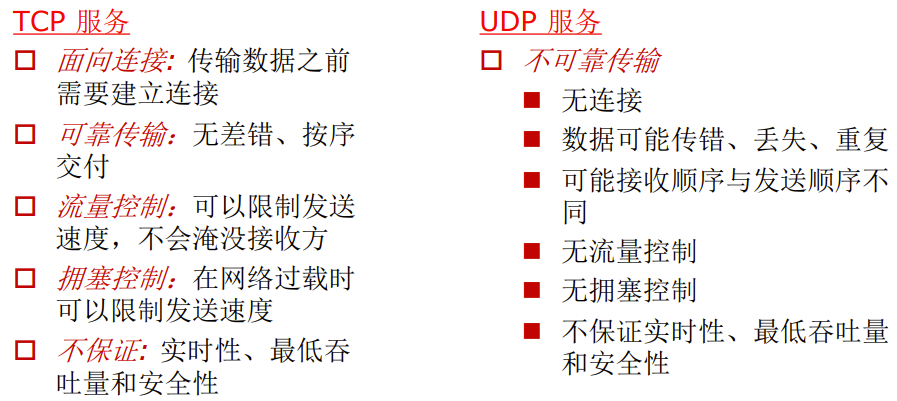 TCP 服务
面向连接: 传输数据之前
需要建立连接
可靠传输：无差错、按序
交付
流量控制：可以限制发送
速度，不会淹没接收方
拥塞控制：在网络过载时
可以限制发送速度
不保证: 实时性、最低吞
吐量和安全性
UDP 服务
不可靠传输
无连接
数据可能传错、丢失、重复
可能接收顺序与发送顺序不
同
无流量控制
无拥塞控制
不保证实时性、最低吞吐量
和安全性